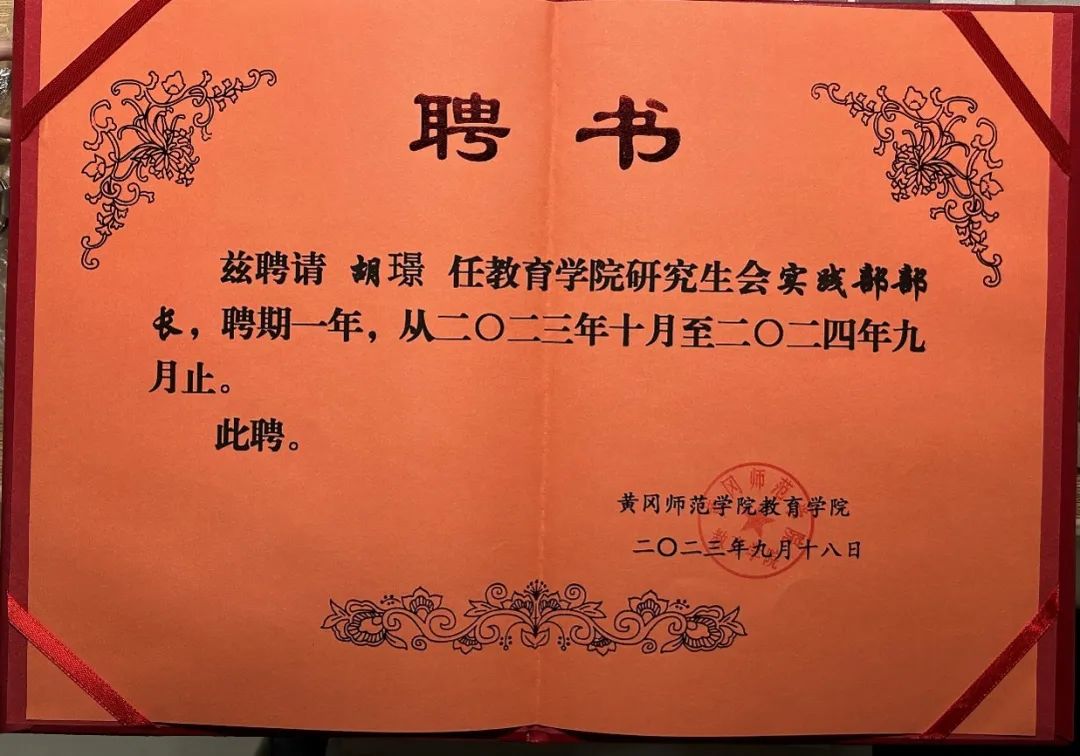 聘书
兹聘请 胡璟 任教育学院研究生会实践部部
长，聘期一年，从二〇二三年十月至二〇二四年九
月止。
此聘。
黄冈师范学院教育学院
二〇二三年九月十八日